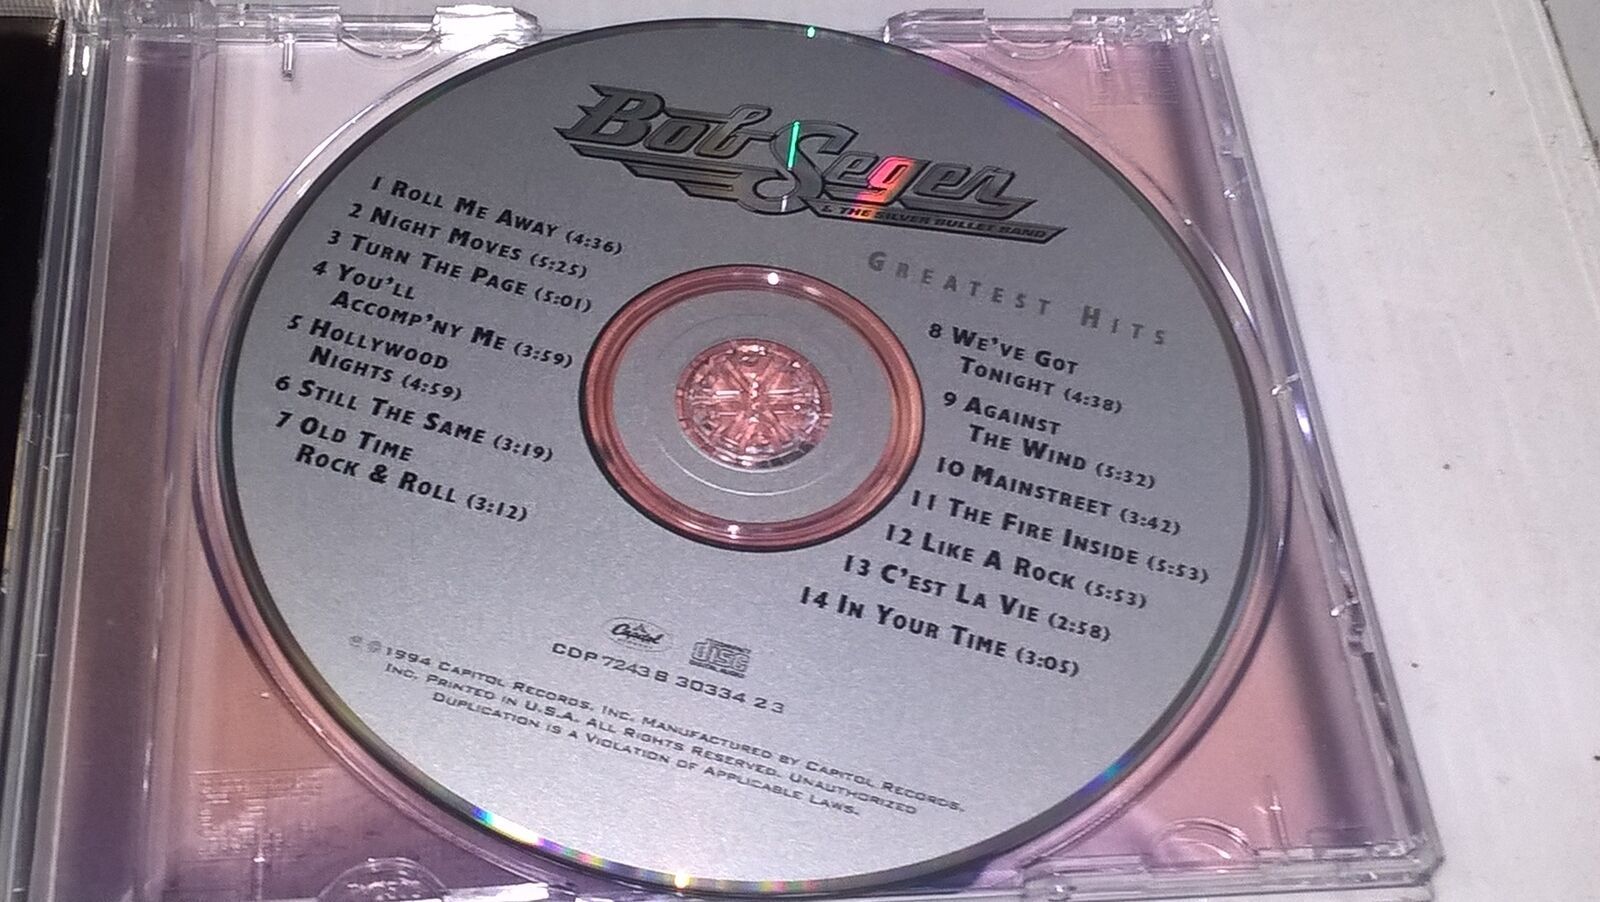 Bob Seger
& THE SILVER BULLET BAND
GREATEST HITS
1 ROLL ME AWAY (4:36)
2 NIGHT MOVES (5:25)
3 TURN THE PAGE (5:01)
4 YOU'LL
ACCOMP'NY ME (3:59)
5 HOLLYWOOD
NIGHTS (4:59)
6 STILL THE SAME (3:19)
7 OLD TIME
ROCK & ROLL (3:12)
8 WE'VE GOT
TONIGHT (4:38)
9 AGAINST
THE WIND (5:32)
10 MAINSTREET (3:42)
11 THE FIRE INSIDE (5:53)
12 LIKE A ROCK (5:53)
13 C'EST LA VIE (2:58)
14 IN YOUR TIME (3:05)
Capitol
COMPACT
disc
DIGITAL AUDIO
CDP 7243 8 30334 2 3
© ℗ 1994 CAPITOL RECORDS, INC. MANUFACTURED BY CAPITOL RECORDS,
INC. PRINTED IN U.S.A. ALL RIGHTS RESERVED. UNAUTHORIZED
DUPLICATION IS A VIOLATION OF APPLICABLE LAWS.